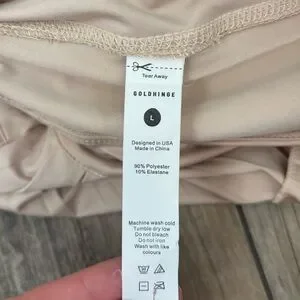 Tear Away
GOLDHINGE
L
Designed in USA
Made in China
90% Polyester
10% Elastane
Machine wash cold
Tumble dry low
Do not bleach
Do not iron
Wash with like
colours